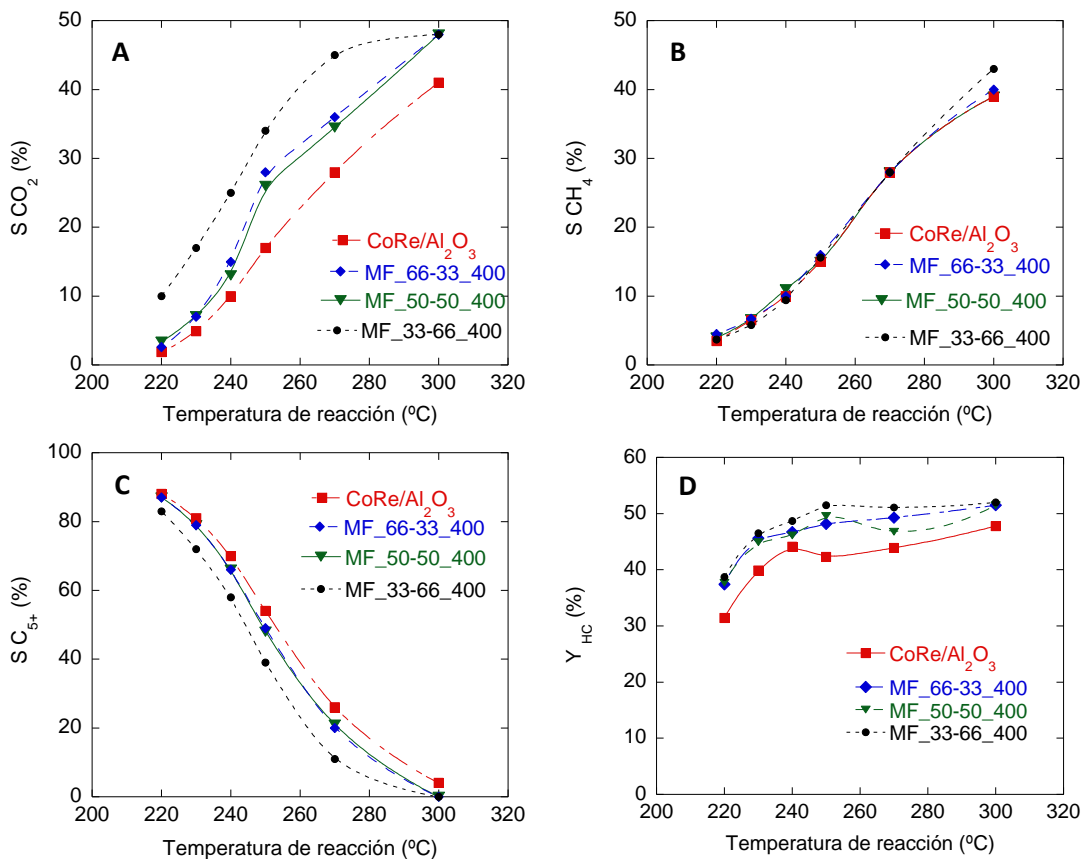 A
S CO₂ (%)
50
40
30
20
10
0
CoRe/Al₂O₃
MF_66-33_400
MF_50-50_400
MF_33-66_400
200 220 240 260 280 300 320
Temperatura de reacción (ºC)
B
S CH₄ (%)
50
40
30
20
10
0
CoRe/Al₂O₃
MF_66-33_400
MF_50-50_400
MF_33-66_400
200 220 240 260 280 300 320
Temperatura de reacción (ºC)
C
S C₅₊ (%)
100
80
60
40
20
0
CoRe/Al₂O₃
MF_66-33_400
MF_50-50_400
MF_33-66_400
200 220 240 260 280 300 320
Temperatura de reacción (ºC)
D
Y HC (%)
60
50
40
30
20
10
0
CoRe/Al₂O₃
MF_66-33_400
MF_50-50_400
MF_33-66_400
200 220 240 260 280 300 320
Temperatura de reacción (ºC)